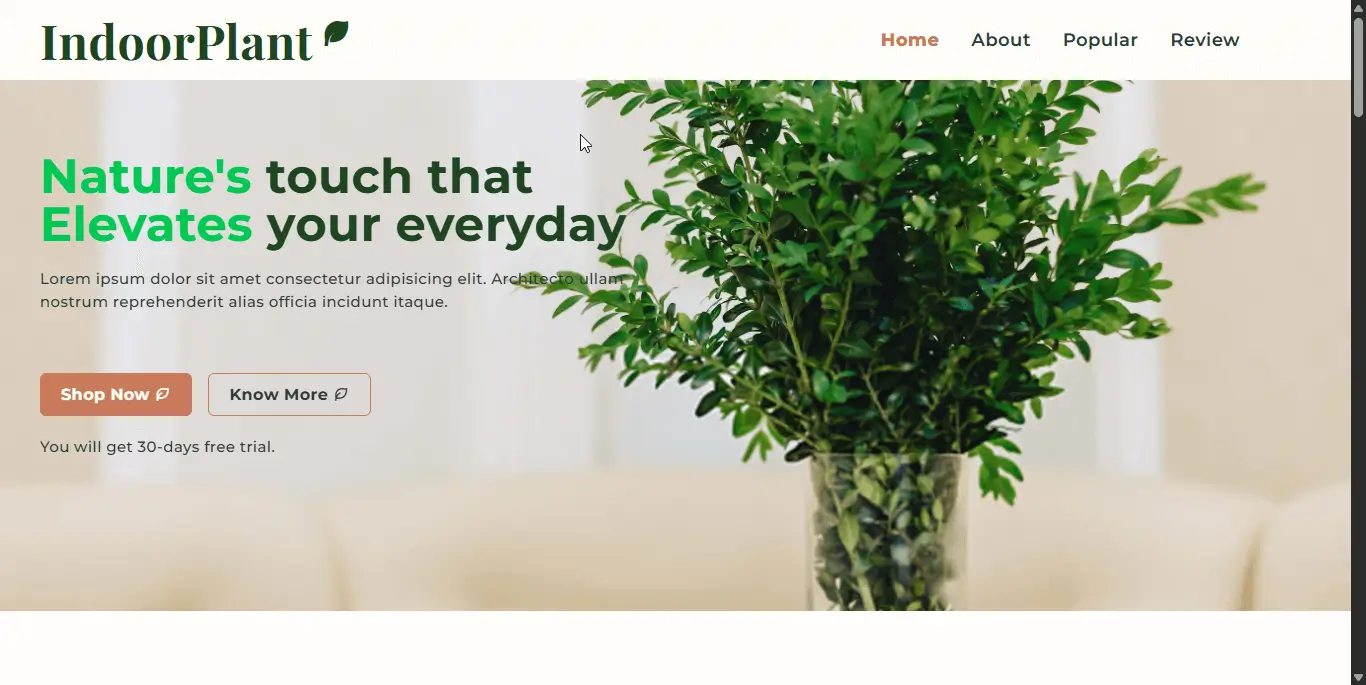 IndoorPlant
Home About Popular Review
Nature's touch that
Elevates your everyday
Lorem ipsum dolor sit amet consectetur adipisicing elit. Architecto ullam
nostrum reprehenderit alias officia incidunt itaque.
Shop Now Know More
You will get 30-days free trial.